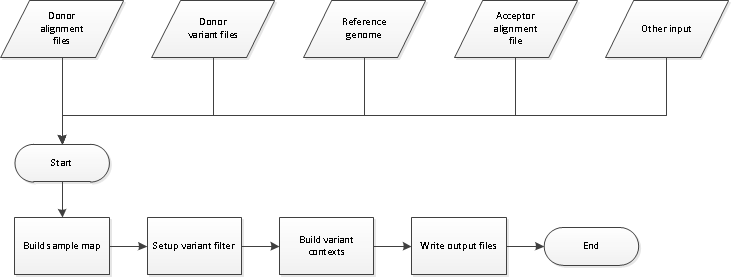 Donor
alignment
files
Donor
variant files
Reference
genome
Acceptor
alignment
file
Other input
Start
Build sample map
Setup variant filter
Build variant
contexts
Write output files
End